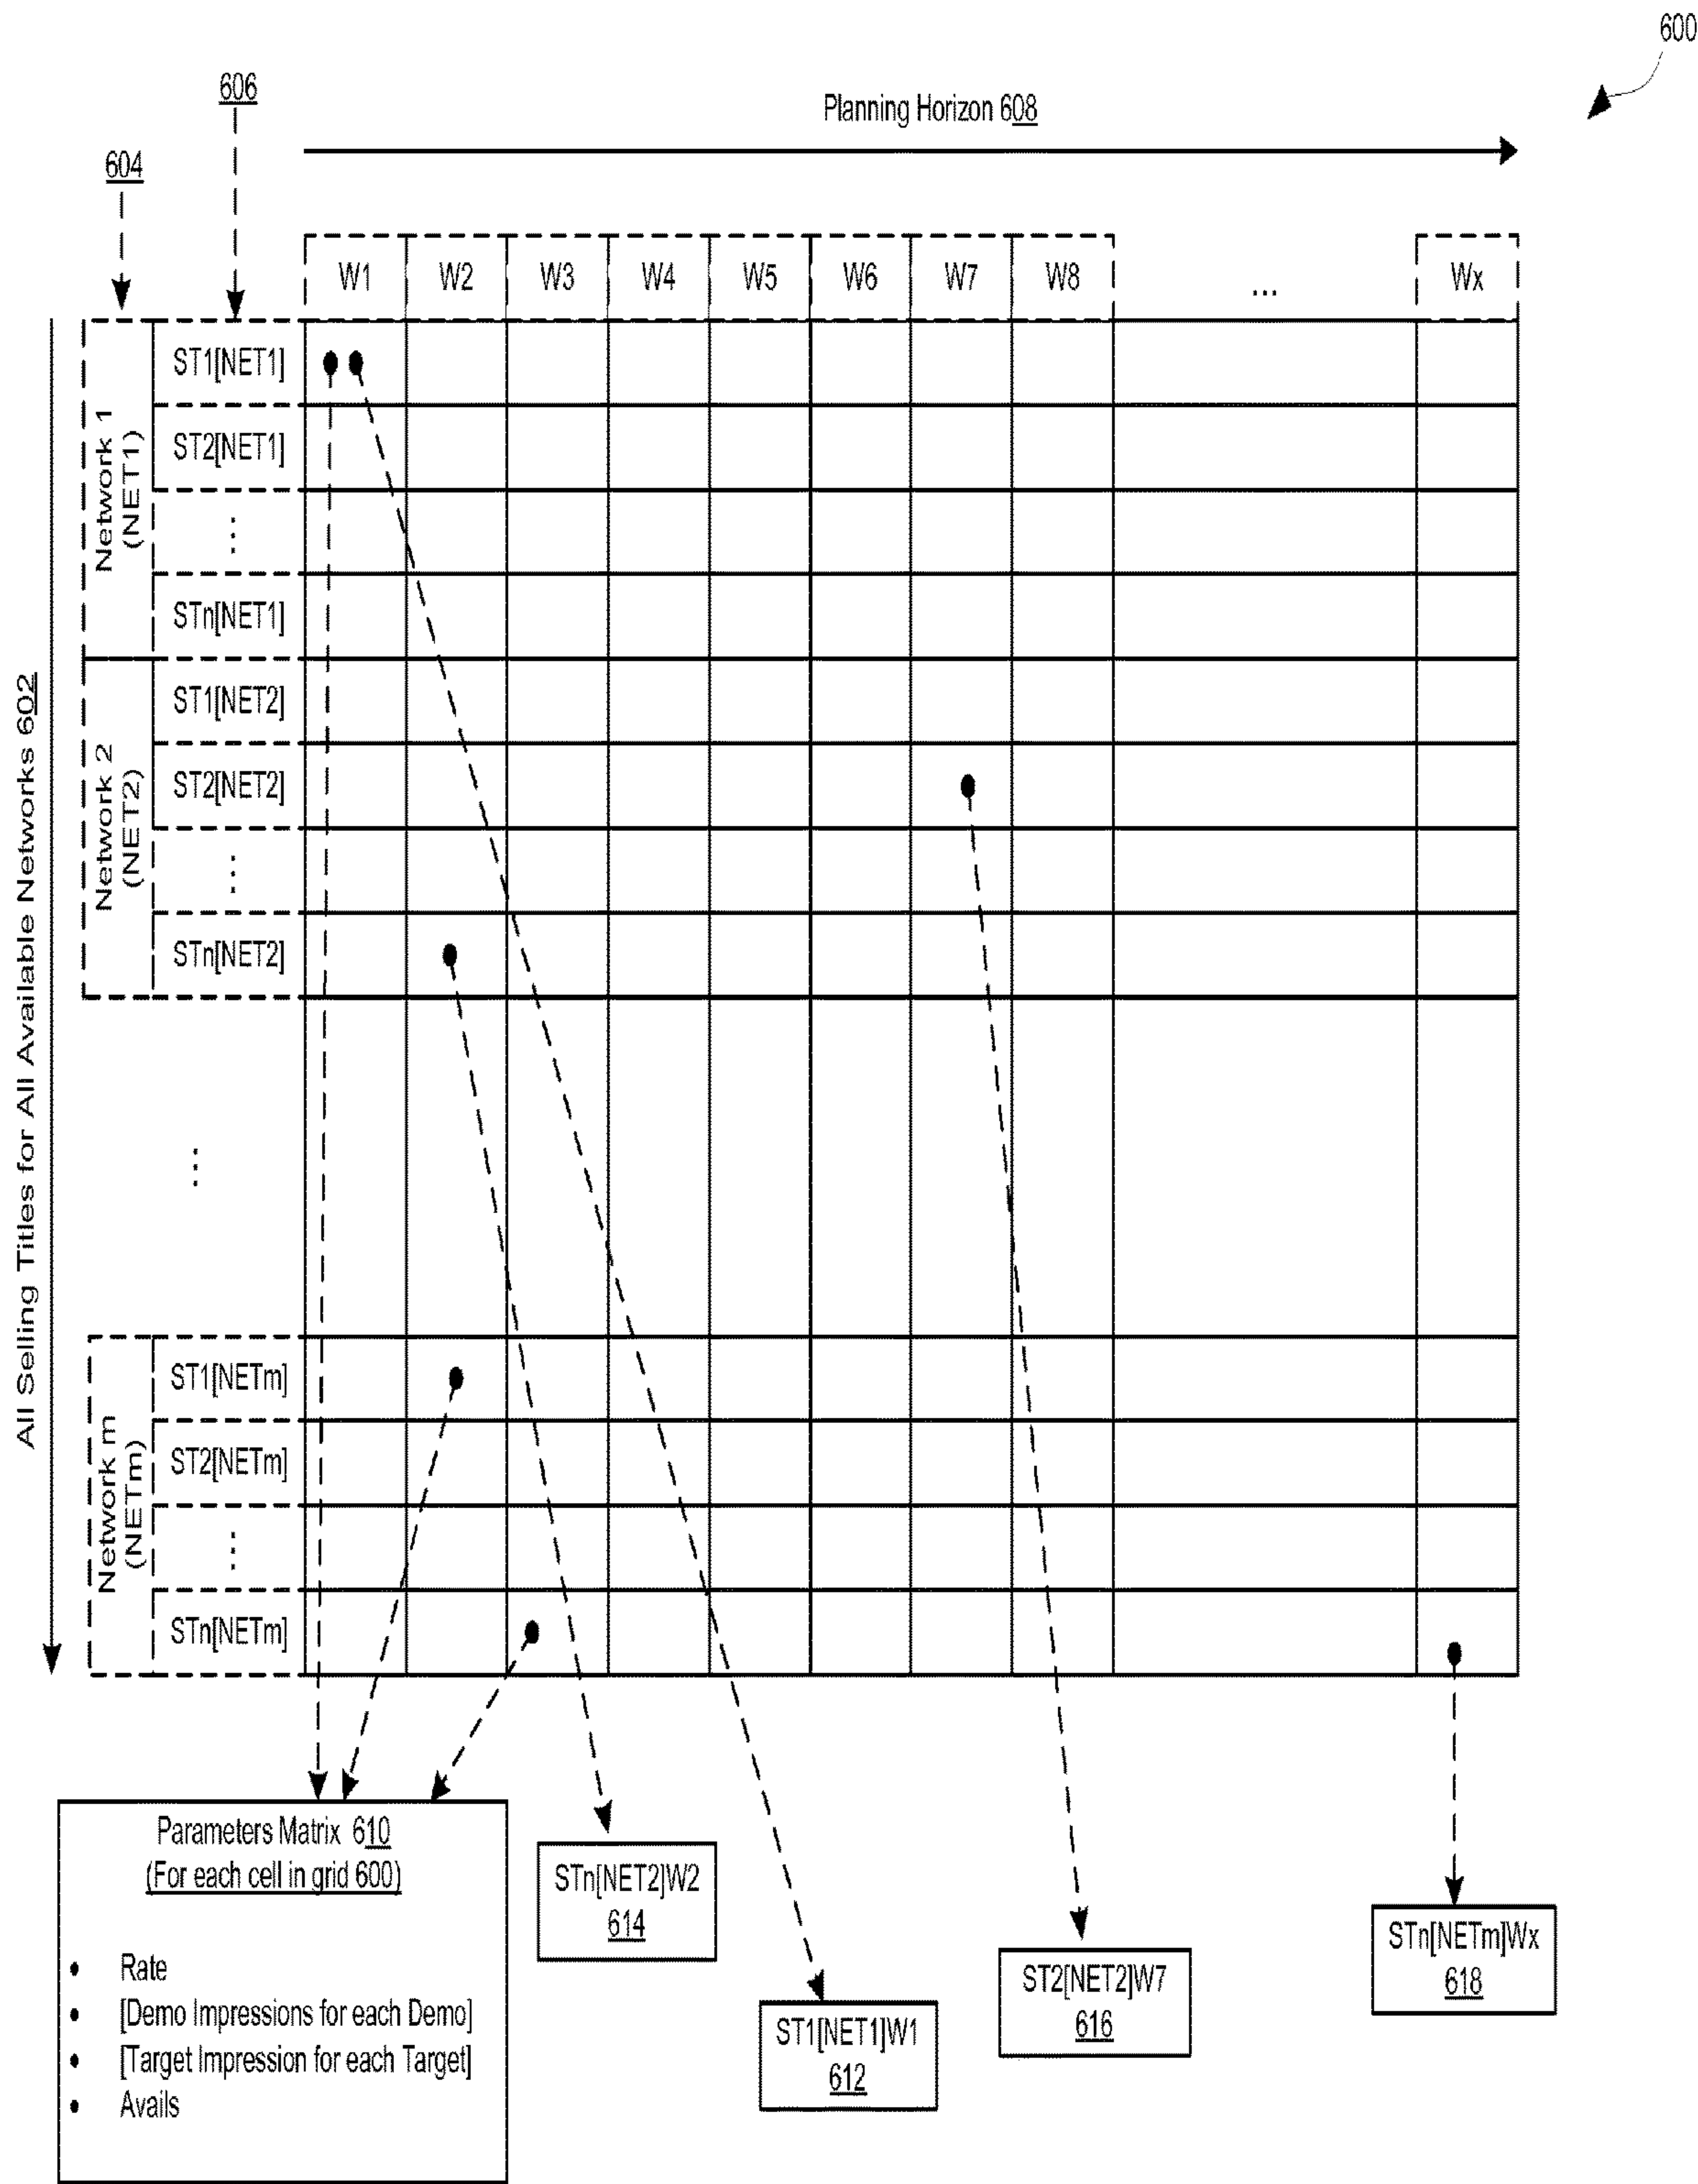 600
606
Planning Horizon 608
604
W1 W2 W3 W4 W5 W6 W7 W8 ... Wx
All Selling Titles for All Available Networks 602
Network 1
(NET1)
ST1[NET1]
ST2[NET1]
⋮
STn[NET1]
Network 2
(NET2)
ST1[NET2]
ST2[NET2]
⋮
STn[NET2]
⋮
Network m
(NETm)
ST1[NETm]
ST2[NETm]
⋮
STn[NETm]
Parameters Matrix 610
(For each cell in grid 600)
• Rate
• [Demo Impressions for each Demo]
• [Target Impression for each Target]
• Avails
STn[NET2]W2
614
ST1[NET1]W1
612
ST2[NET2]W7
616
STn[NETm]Wx
618